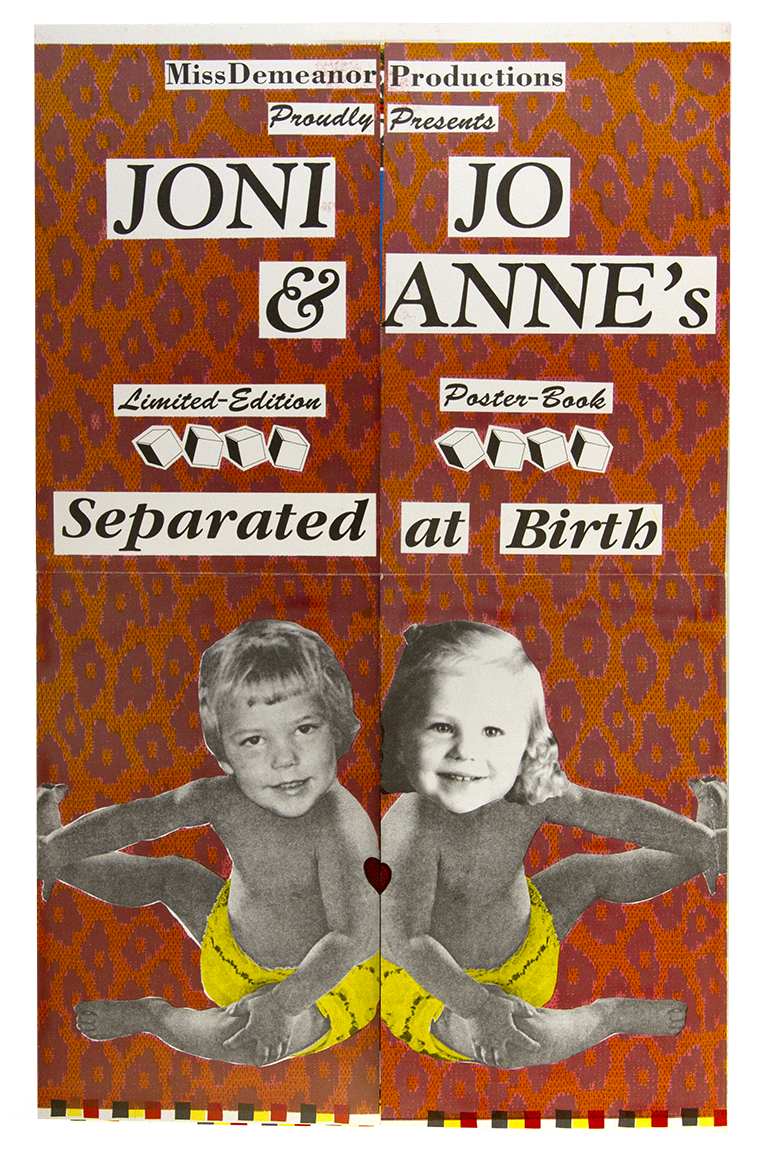 MissDemeanor Productions
Proudly Presents
JONI JO
& ANNE's
Limited-Edition Poster-Book
Separated at Birth